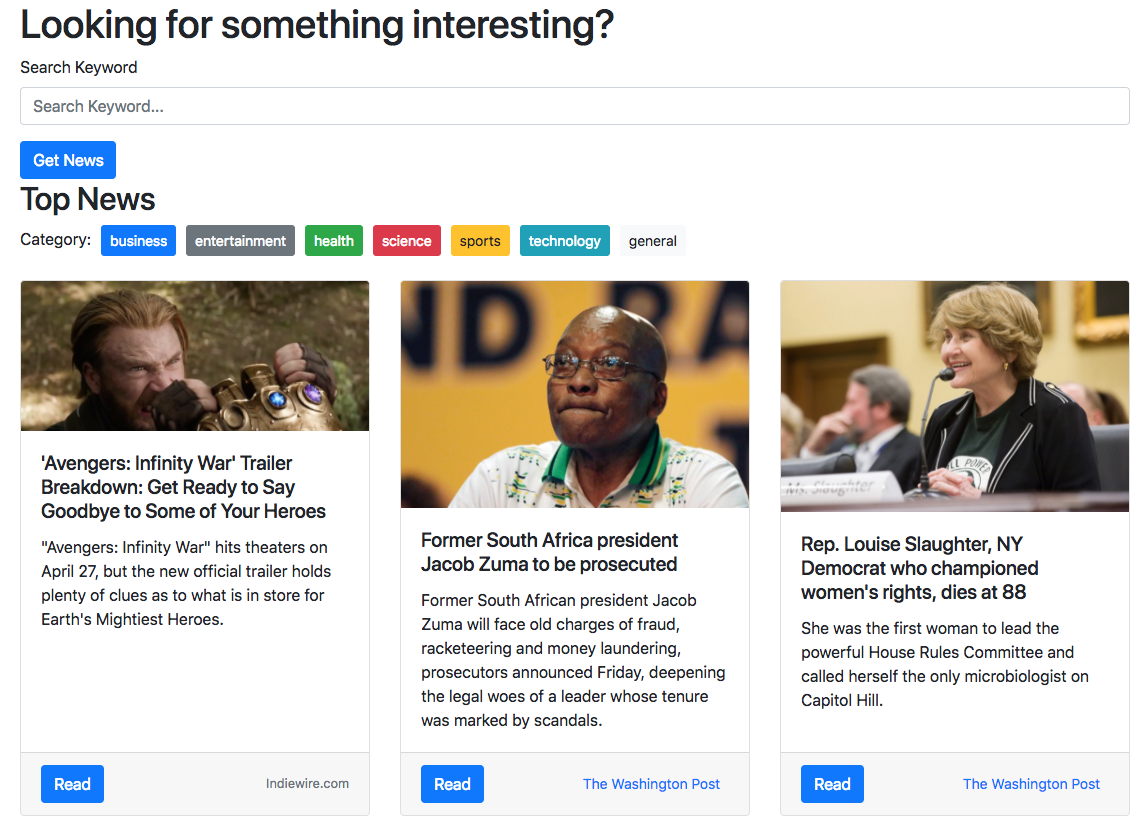 Looking for something interesting?
Search Keyword
Search Keyword...
Get News
Top News
Category: business entertainment health science sports technology general
'Avengers: Infinity War' Trailer
Breakdown: Get Ready to Say
Goodbye to Some of Your Heroes
"Avengers: Infinity War" hits theaters on
April 27, but the new official trailer holds
plenty of clues as to what is in store for
Earth's Mightiest Heroes.
Read Indiewire.com
ND
RA
Former South Africa president
Jacob Zuma to be prosecuted
Former South African president Jacob
Zuma will face old charges of fraud,
racketeering and money laundering,
prosecutors announced Friday, deepening
the legal woes of a leader whose tenure
was marked by scandals.
Read The Washington Post
Ms. Slaughter
Rep. Louise Slaughter, NY
Democrat who championed
women's rights, dies at 88
She was the first woman to lead the
powerful House Rules Committee and
called herself the only microbiologist on
Capitol Hill.
Read The Washington Post